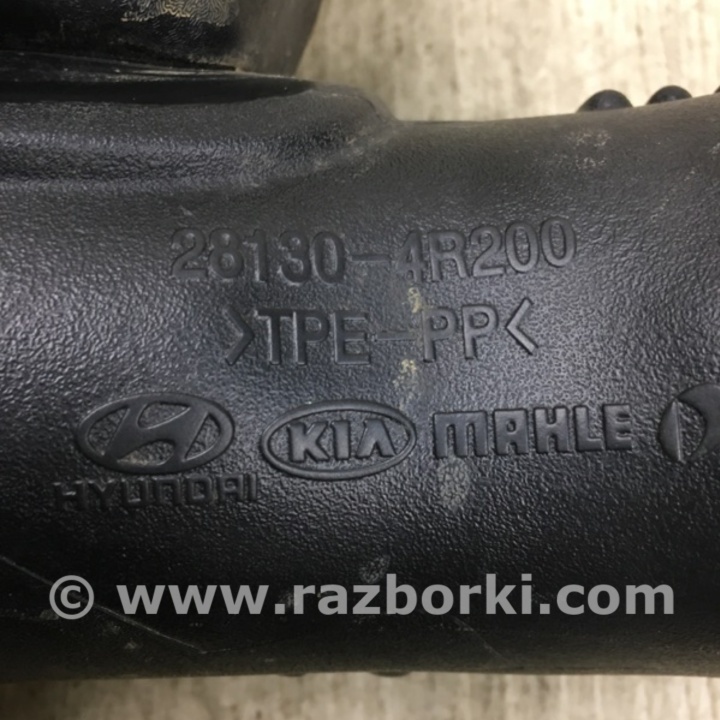 28130-4R200
>TPE-PP<
HYUNDAI KIA MAHLE
© www.razborki.com